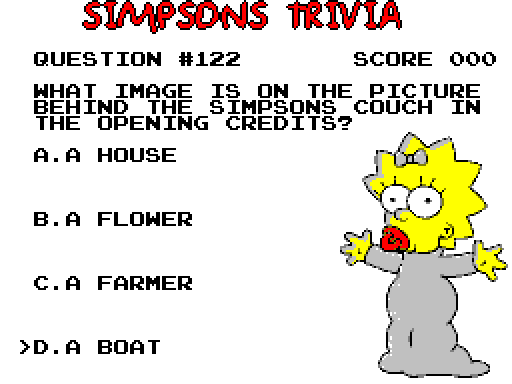 SIMPSONS TRIVIA
QUESTION #122 SCORE 000
WHAT IMAGE IS ON THE PICTURE
BEHIND THE SIMPSONS COUCH IN
THE OPENING CREDITS?
A.A HOUSE
B.A FLOWER
C.A FARMER
>D.A BOAT